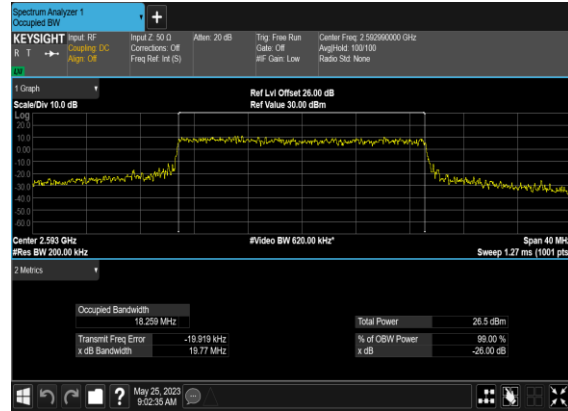 Spectrum Analyzer 1
Occupied BW
KEYSIGHT Input: RF Input Z: 50 Ω Atten: 20 dB Trig: Free Run Center Freq: 2.592990000 GHz
R T Coupling: DC Corrections: Off Gate: Off Avg|Hold: 100/100
Align: Off Freq Ref: Int (S) #IF Gain: Low Radio Std: None
1 Graph
Ref Lvl Offset 26.00 dB
Scale/Div 10.0 dB Ref Value 30.00 dBm
Log
20.0
10.0
0.00
-10.0
-20.0
-30.0
-40.0
-50.0
-60.0
Center 2.593 GHz #Video BW 620.00 kHz* Span 40 MHz
#Res BW 200.00 kHz Sweep 1.27 ms (1001 pts)
2 Metrics
Occupied Bandwidth
18.259 MHz Total Power 26.5 dBm
Transmit Freq Error -19.919 kHz % of OBW Power 99.00 %
x dB Bandwidth 19.77 MHz x dB -26.00 dB
?
May 25, 2023
9:02:35 AM